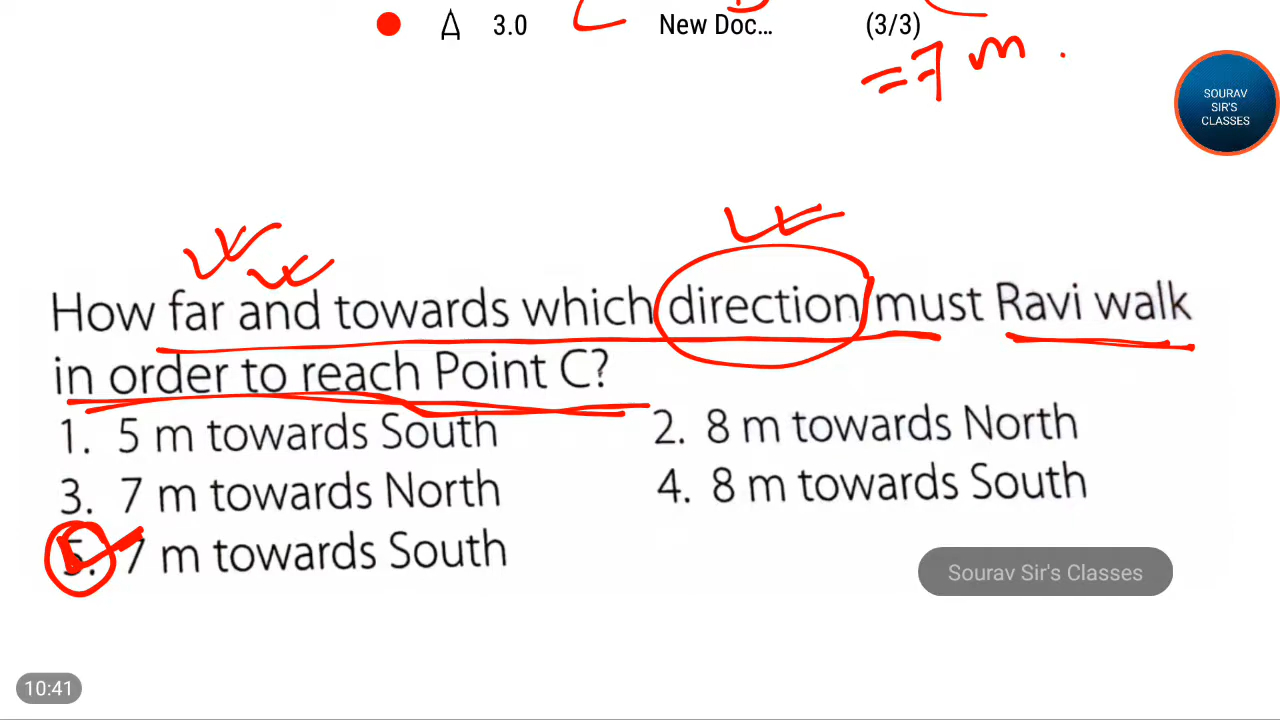 3.0 New Doc... (3/3)
= 7 m.
SOURAV
SIR'S
CLASSES
How far and towards which direction must Ravi walk
in order to reach Point C?
1. 5 m towards South 2. 8 m towards North
3. 7 m towards North 4. 8 m towards South
5. 7 m towards South
Sourav Sir's Classes
10:41